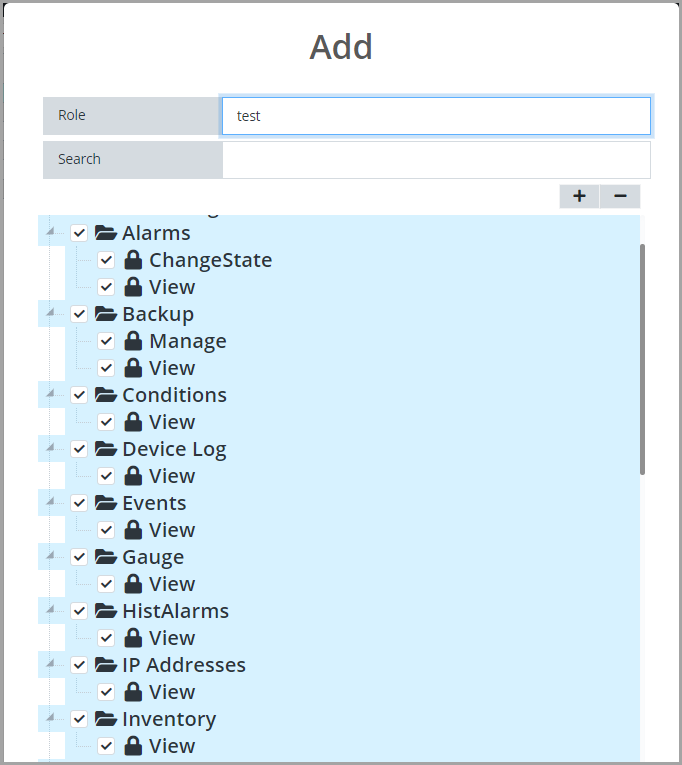 Add
Role
test
Search
+ −
Alarms
ChangeState
View
Backup
Manage
View
Conditions
View
Device Log
View
Events
View
Gauge
View
HistAlarms
View
IP Addresses
View
Inventory
View